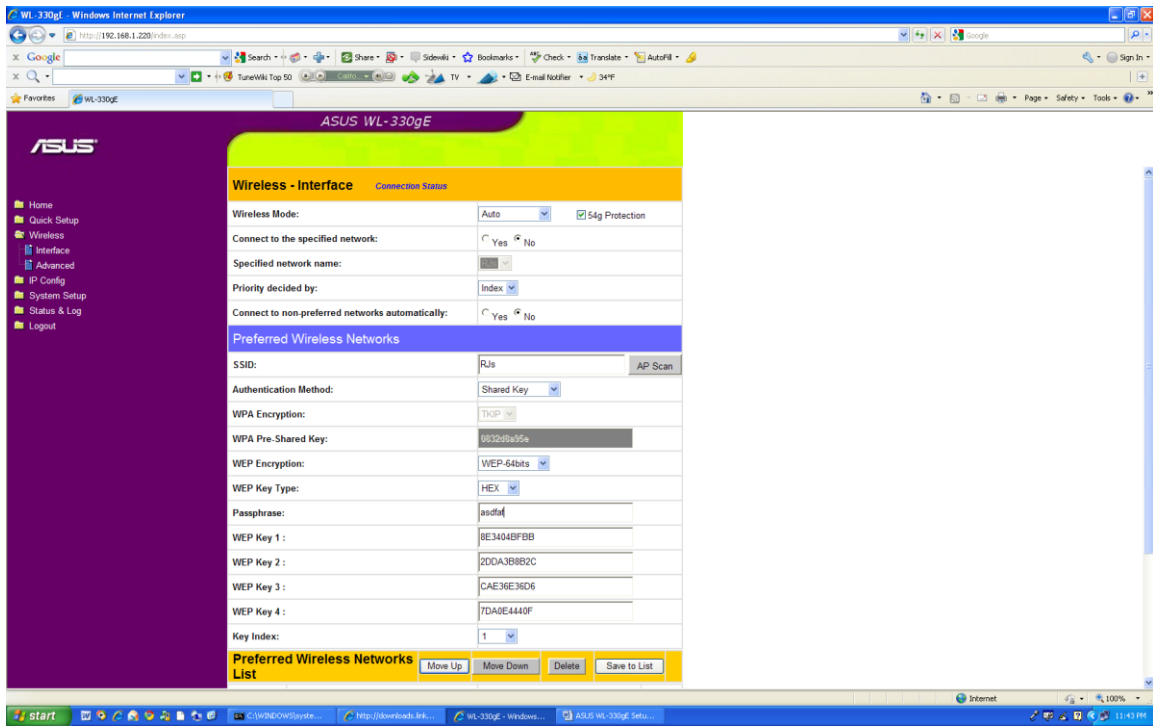 WL-330gE - Windows Internet Explorer
http://192.168.1.220/index.asp
Google
Google
Search
Share
Sidewiki
Bookmarks
Check
Translate
AutoFill
Sign In
TuneWiki Top 50
TV
E-mail Notifier
34°F
Favorites
WL-330gE
Page
Safety
Tools
ASUS WL-330gE
ASUS
Home
Quick Setup
Wireless
Interface
Advanced
IP Config
System Setup
Status & Log
Logout
Wireless - Interface Connection Status
Wireless Mode: Auto 54g Protection
Connect to the specified network: Yes No
Specified network name:
Priority decided by: Index
Connect to non-preferred networks automatically: Yes No
Preferred Wireless Networks
SSID: RJs AP Scan
Authentication Method: Shared Key
WPA Encryption: TKIP
WPA Pre-Shared Key: 0832d8a95e
WEP Encryption: WEP-64bits
WEP Key Type: HEX
Passphrase: asdfaf
WEP Key 1 : 8E3404BFBB
WEP Key 2 : 2DDA3B8B2C
WEP Key 3 : CAE36E36D6
WEP Key 4 : 7DA0E4440F
Key Index: 1
Preferred Wireless Networks List Move Up Move Down Delete Save to List
Internet 100%
start C:\WINDOWS\syste... http://downloads.link... WL-330gE - Windows... ASUS WL-330gE Setu... 11:43 PM